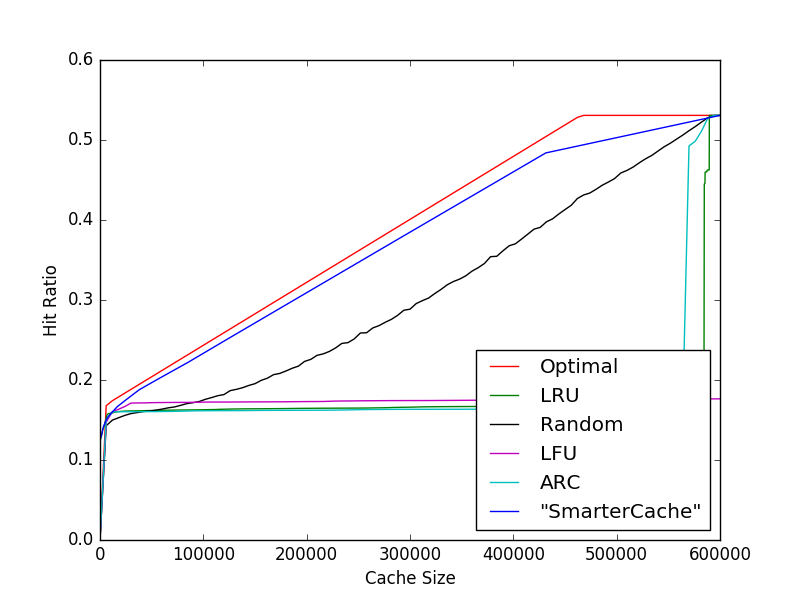 0.6
0.5
0.4
0.3
0.2
0.1
0.0
Hit Ratio
Optimal
LRU
Random
LFU
ARC
"SmarterCache"
0 100000 200000 300000 400000 500000 600000
Cache Size